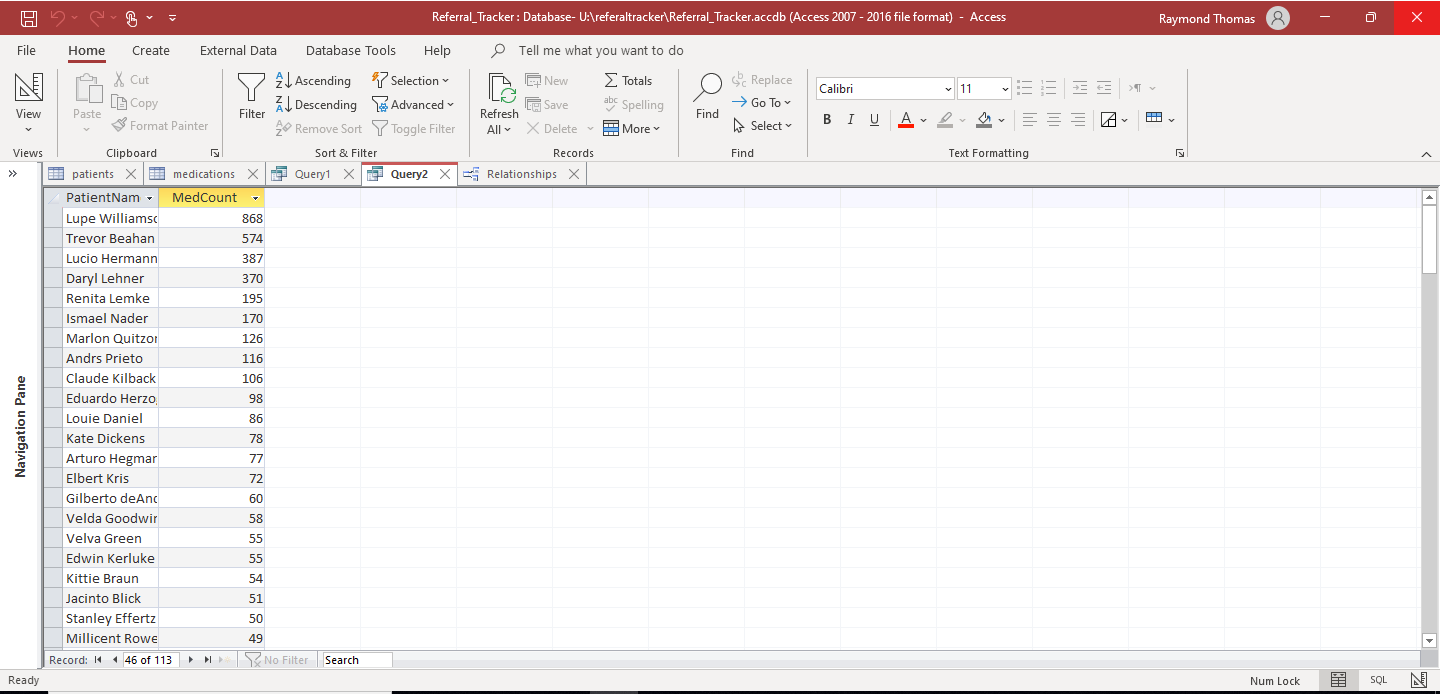 Referral_Tracker : Database- U:\referaltracker\Referral_Tracker.accdb (Access 2007 - 2016 file format) - Access
Raymond Thomas
File Home Create External Data Database Tools Help Tell me what you want to do
View
Views
Paste
Cut
Copy
Format Painter
Clipboard
Filter
Ascending
Descending
Remove Sort
Selection
Advanced
Toggle Filter
Sort & Filter
Refresh
All
New
Save
Delete
Totals
Spelling
More
Records
Find
Replace
Go To
Select
Find
Calibri 11
B I U A
Text Formatting
patients medications Query1 Query2 Relationships
Navigation Pane
PatientNam MedCount
Lupe Williamsc 868
Trevor Beahan 574
Lucio Hermann 387
Daryl Lehner 370
Renita Lemke 195
Ismael Nader 170
Marlon Quitzor 126
Andrs Prieto 116
Claude Kilback 106
Eduardo Herzo 98
Louie Daniel 86
Kate Dickens 78
Arturo Hegmar 77
Elbert Kris 72
Gilberto deAnc 60
Velda Goodwin 58
Velva Green 55
Edwin Kerluke 55
Kittie Braun 54
Jacinto Blick 51
Stanley Effertz 50
Millicent Rowe 49
Record: 46 of 113 No Filter Search
Ready
Num Lock SQL